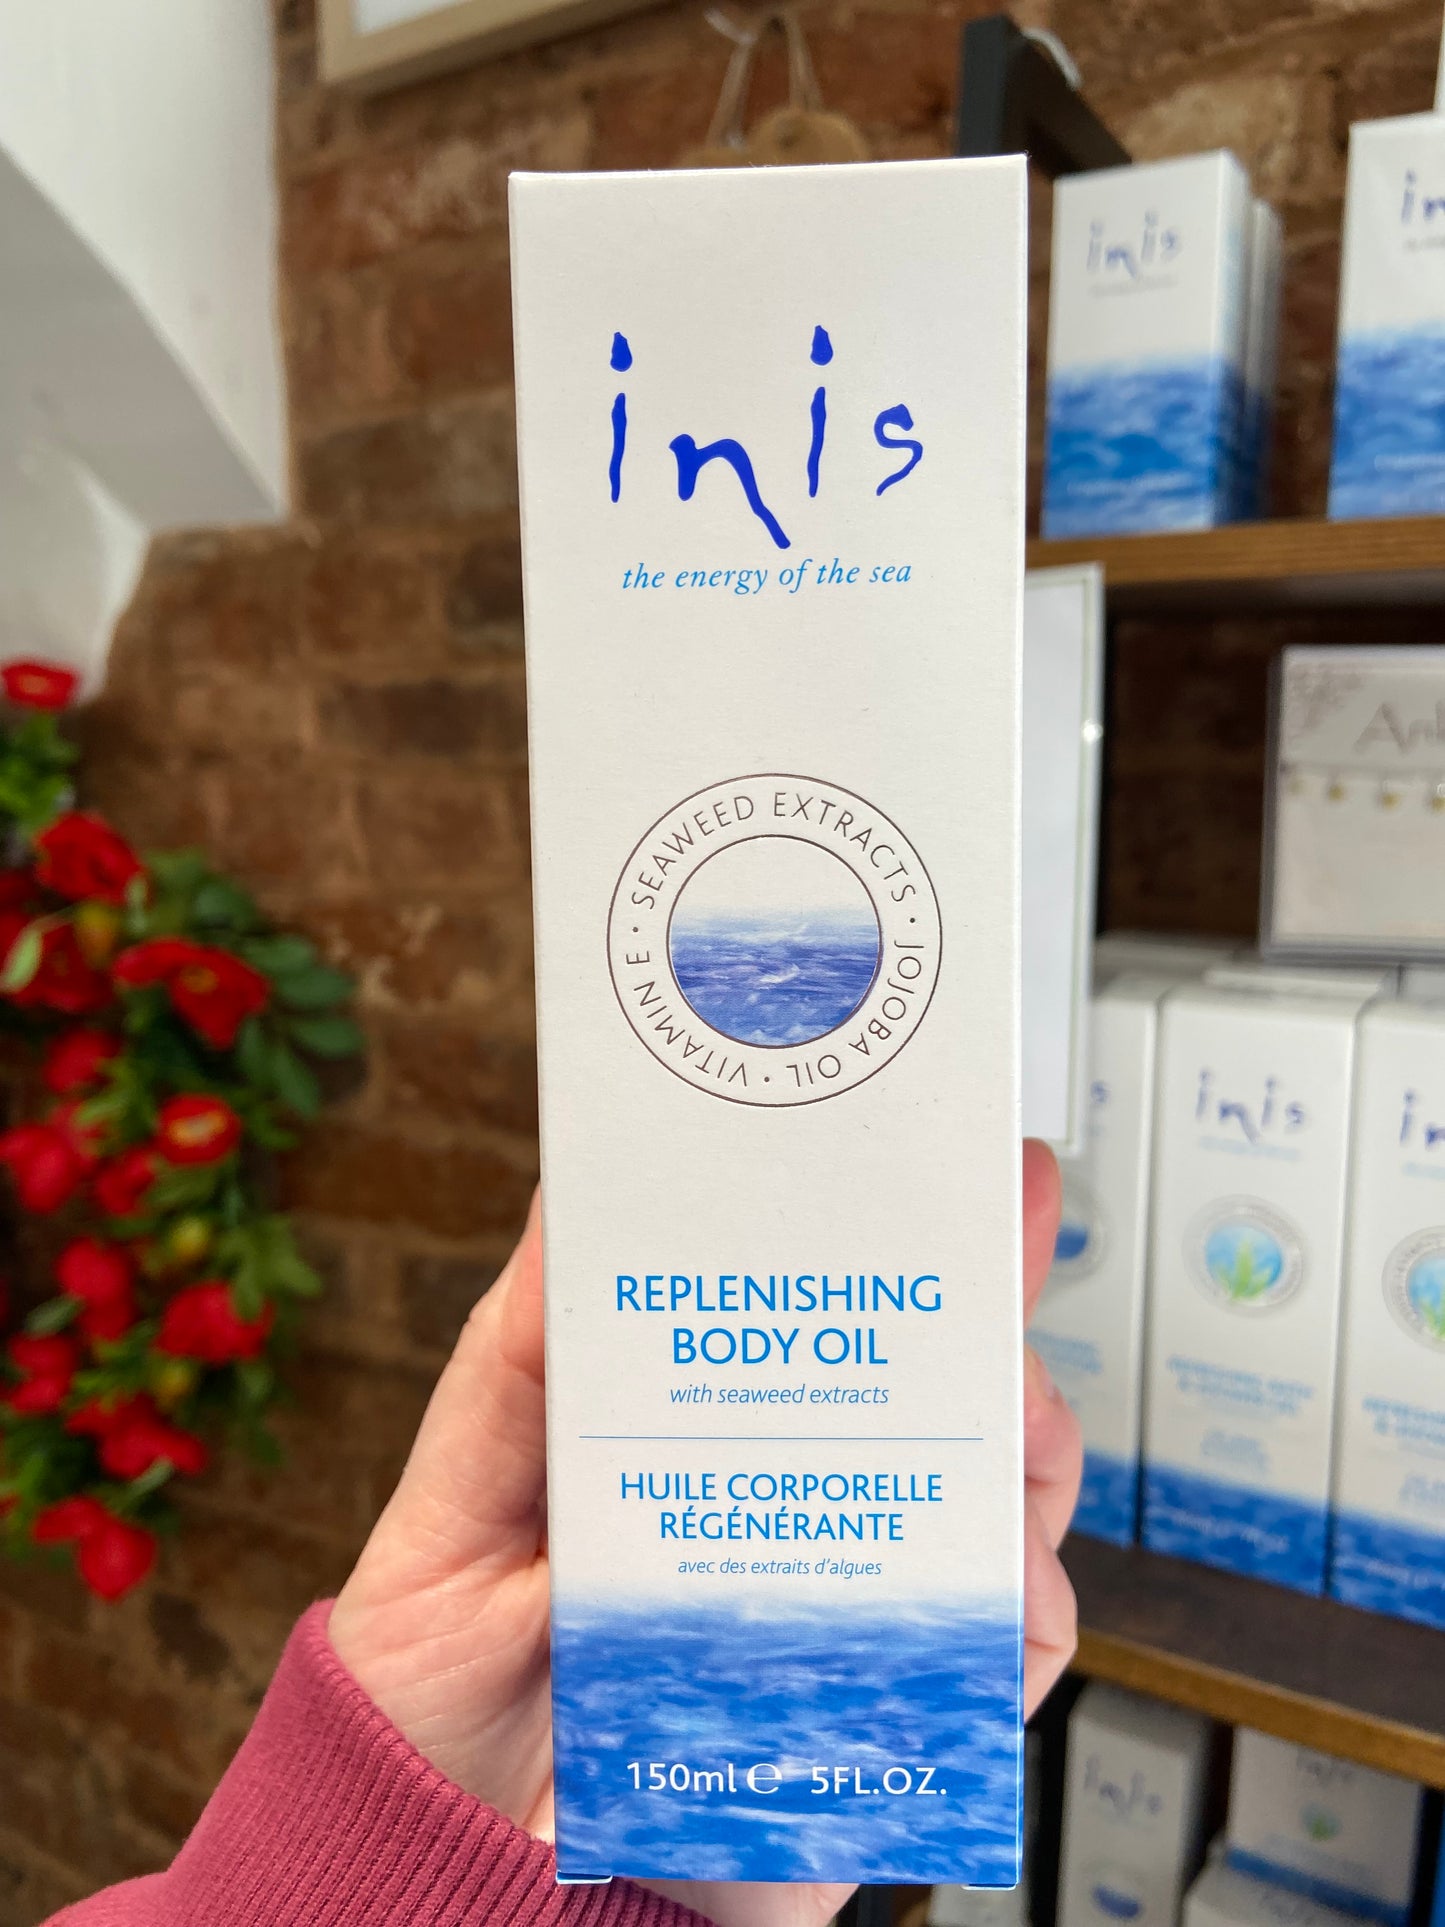 inis
the energy of the sea
SEAWEED EXTRACTS · JOJOBA OIL · VITAMIN E ·
REPLENISHING
BODY OIL
with seaweed extracts
HUILE CORPORELLE
RÉGÉNÉRANTE
avec des extraits d'algues
150ml e 5FL.OZ.
inis
inis
inis